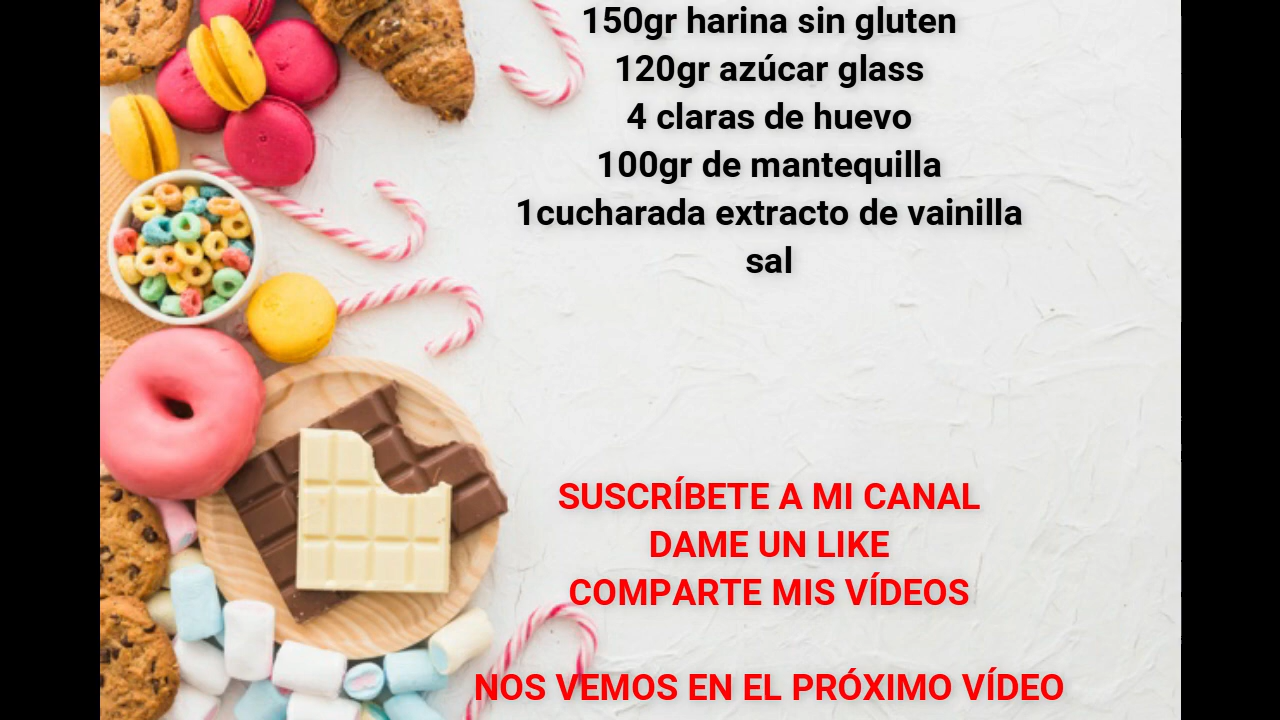 150gr harina sin gluten
120gr azúcar glass
4 claras de huevo
100gr de mantequilla
1cucharada extracto de vainilla
sal
SUSCRÍBETE A MI CANAL
DAME UN LIKE
COMPARTE MIS VÍDEOS
NOS VEMOS EN EL PRÓXIMO VÍDEO